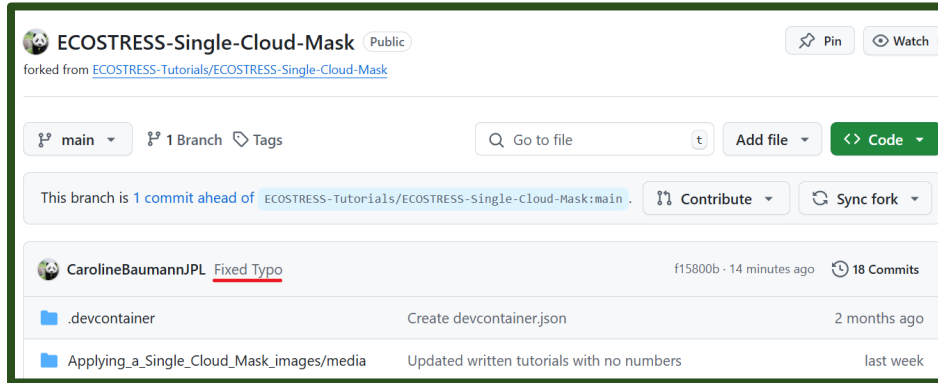 ECOSTRESS-Single-Cloud-Mask Public Pin Watch
forked from ECOSTRESS-Tutorials/ECOSTRESS-Single-Cloud-Mask
main 1 Branch Tags Go to file t Add file Code
This branch is 1 commit ahead of ECOSTRESS-Tutorials/ECOSTRESS-Single-Cloud-Mask:main . Contribute Sync fork
CarolineBaumannJPL Fixed Typo f15800b · 14 minutes ago 18 Commits
.devcontainer Create devcontainer.json 2 months ago
Applying_a_Single_Cloud_Mask_images/media Updated written tutorials with no numbers last week